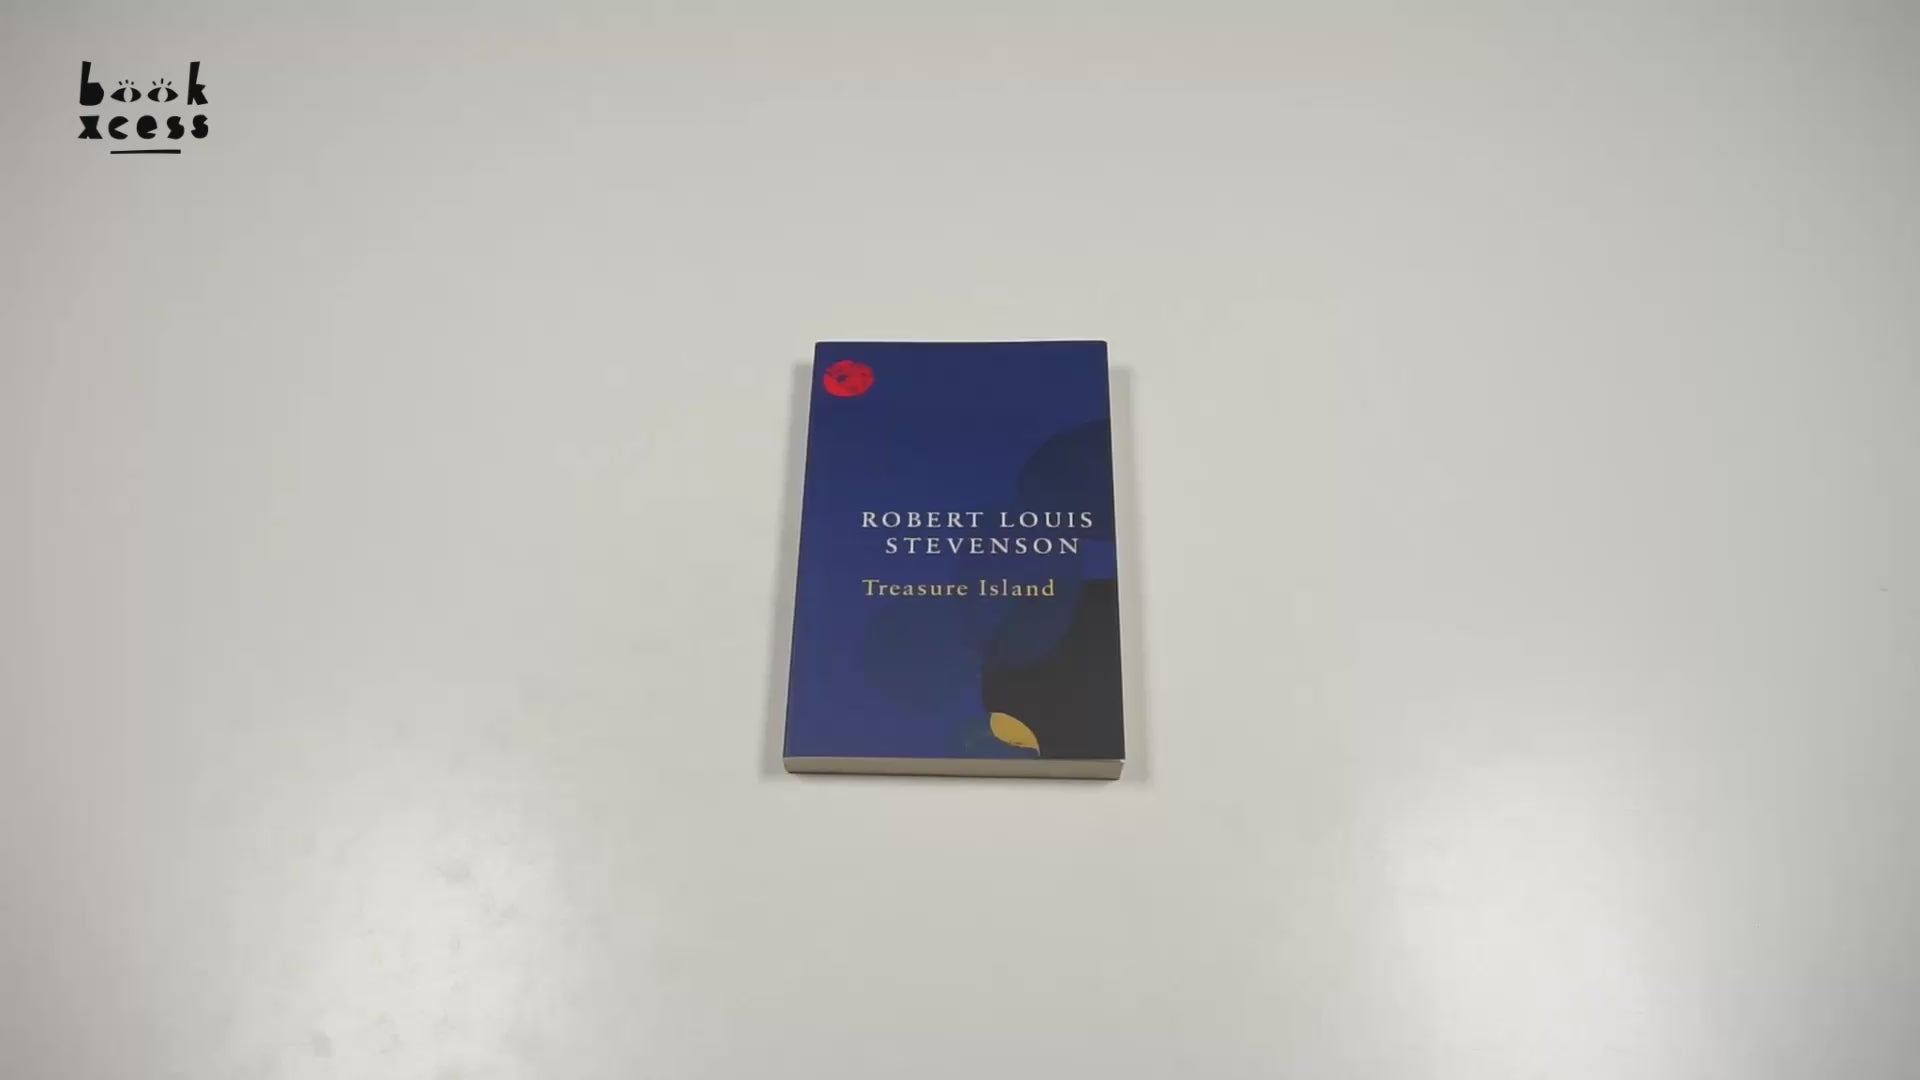 book
xcess
ROBERT LOUIS
STEVENSON
Treasure Island